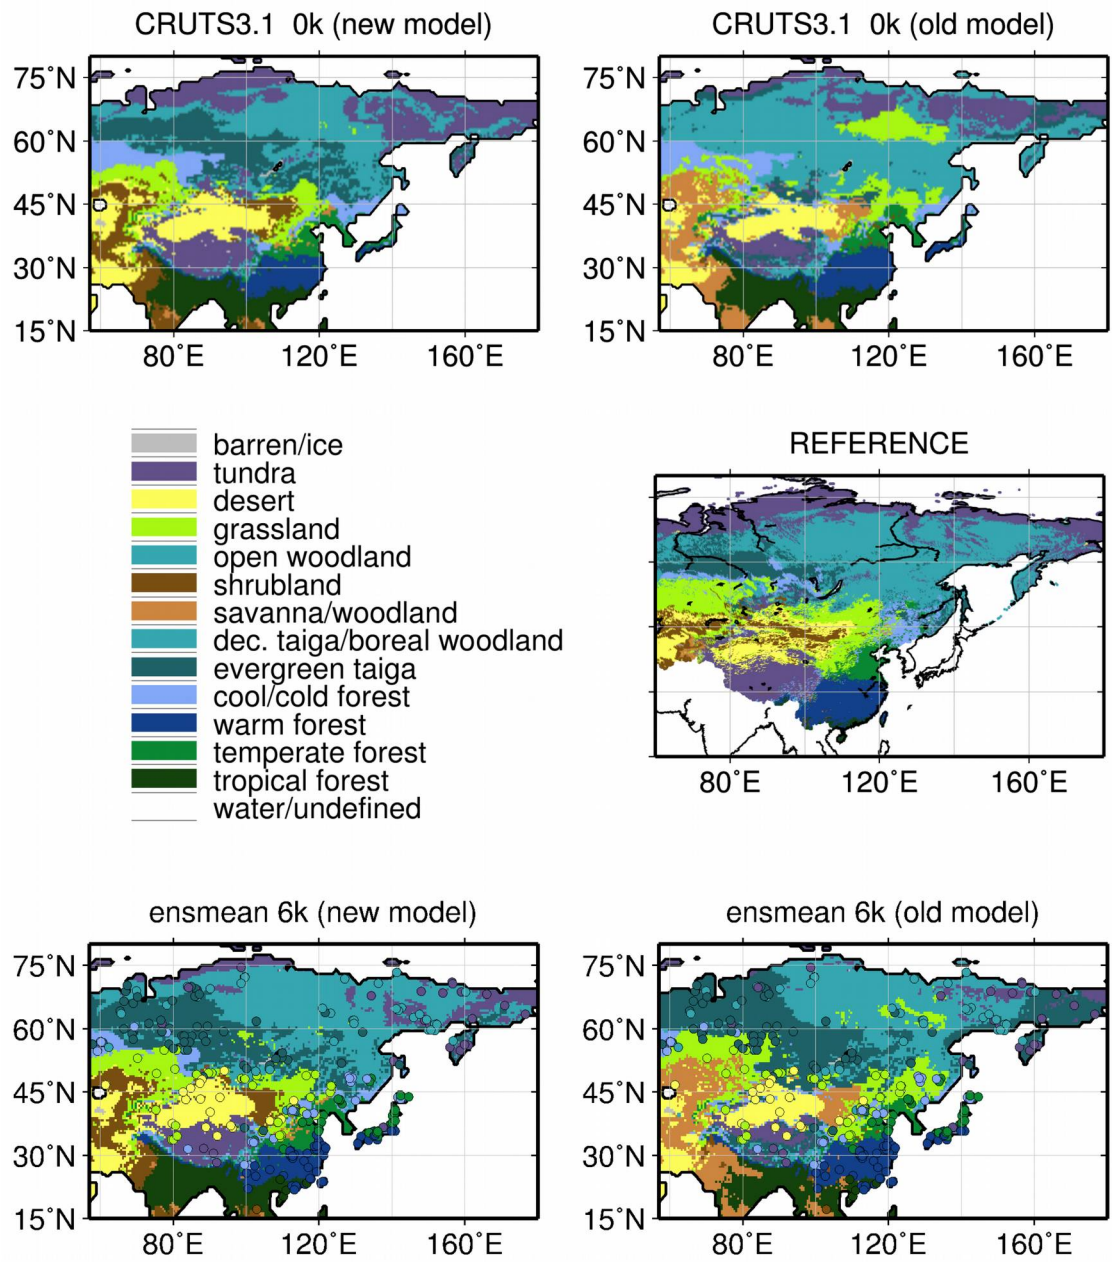 CRUTS3.1 0k (new model)
CRUTS3.1 0k (old model)
75˚N
60˚N
45˚N
30˚N
15˚N
80˚E
120˚E
160˚E
75˚N
60˚N
45˚N
30˚N
15˚N
80˚E
120˚E
160˚E
barren/ice
tundra
desert
grassland
open woodland
shrubland
savanna/woodland
dec. taiga/boreal woodland
evergreen taiga
cool/cold forest
warm forest
temperate forest
tropical forest
water/undefined
REFERENCE
80˚E
120˚E
160˚E
ensmean 6k (new model)
ensmean 6k (old model)
75˚N
60˚N
45˚N
30˚N
15˚N
80˚E
120˚E
160˚E
75˚N
60˚N
45˚N
30˚N
15˚N
80˚E
120˚E
160˚E